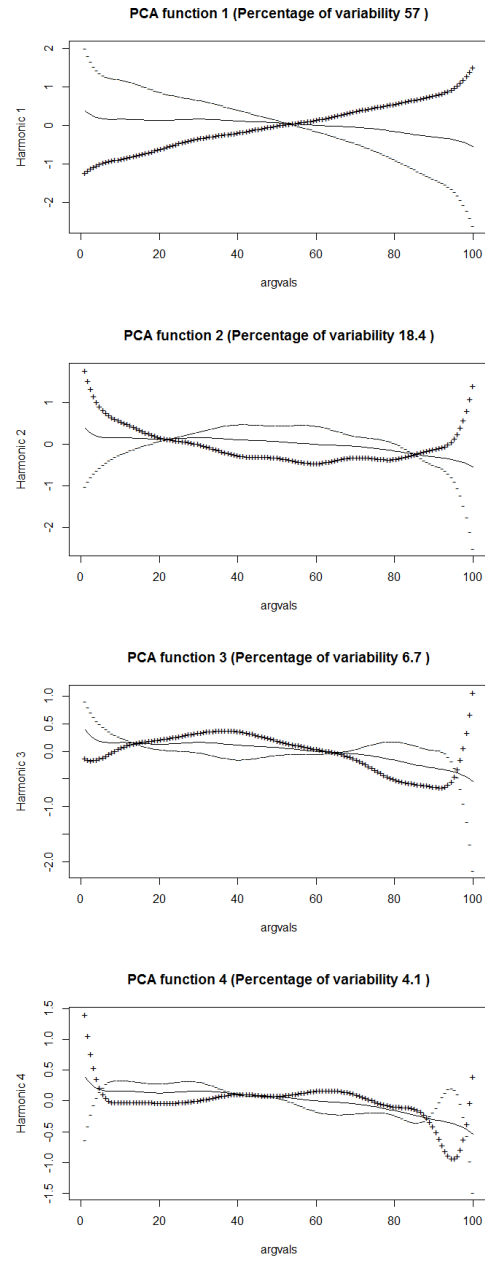 PCA function 1 (Percentage of variability 57 )
Harmonic 1
2
1
0
-1
-2
0 20 40 60 80 100
argvals
PCA function 2 (Percentage of variability 18.4 )
Harmonic 2
1
0
-1
-2
0 20 40 60 80 100
argvals
PCA function 3 (Percentage of variability 6.7 )
Harmonic 3
1.0
0.5
0.0
-1.0
-2.0
0 20 40 60 80 100
argvals
PCA function 4 (Percentage of variability 4.1 )
Harmonic 4
1.5
1.0
0.5
0.0
-0.5
-1.0
-1.5
0 20 40 60 80 100
argvals